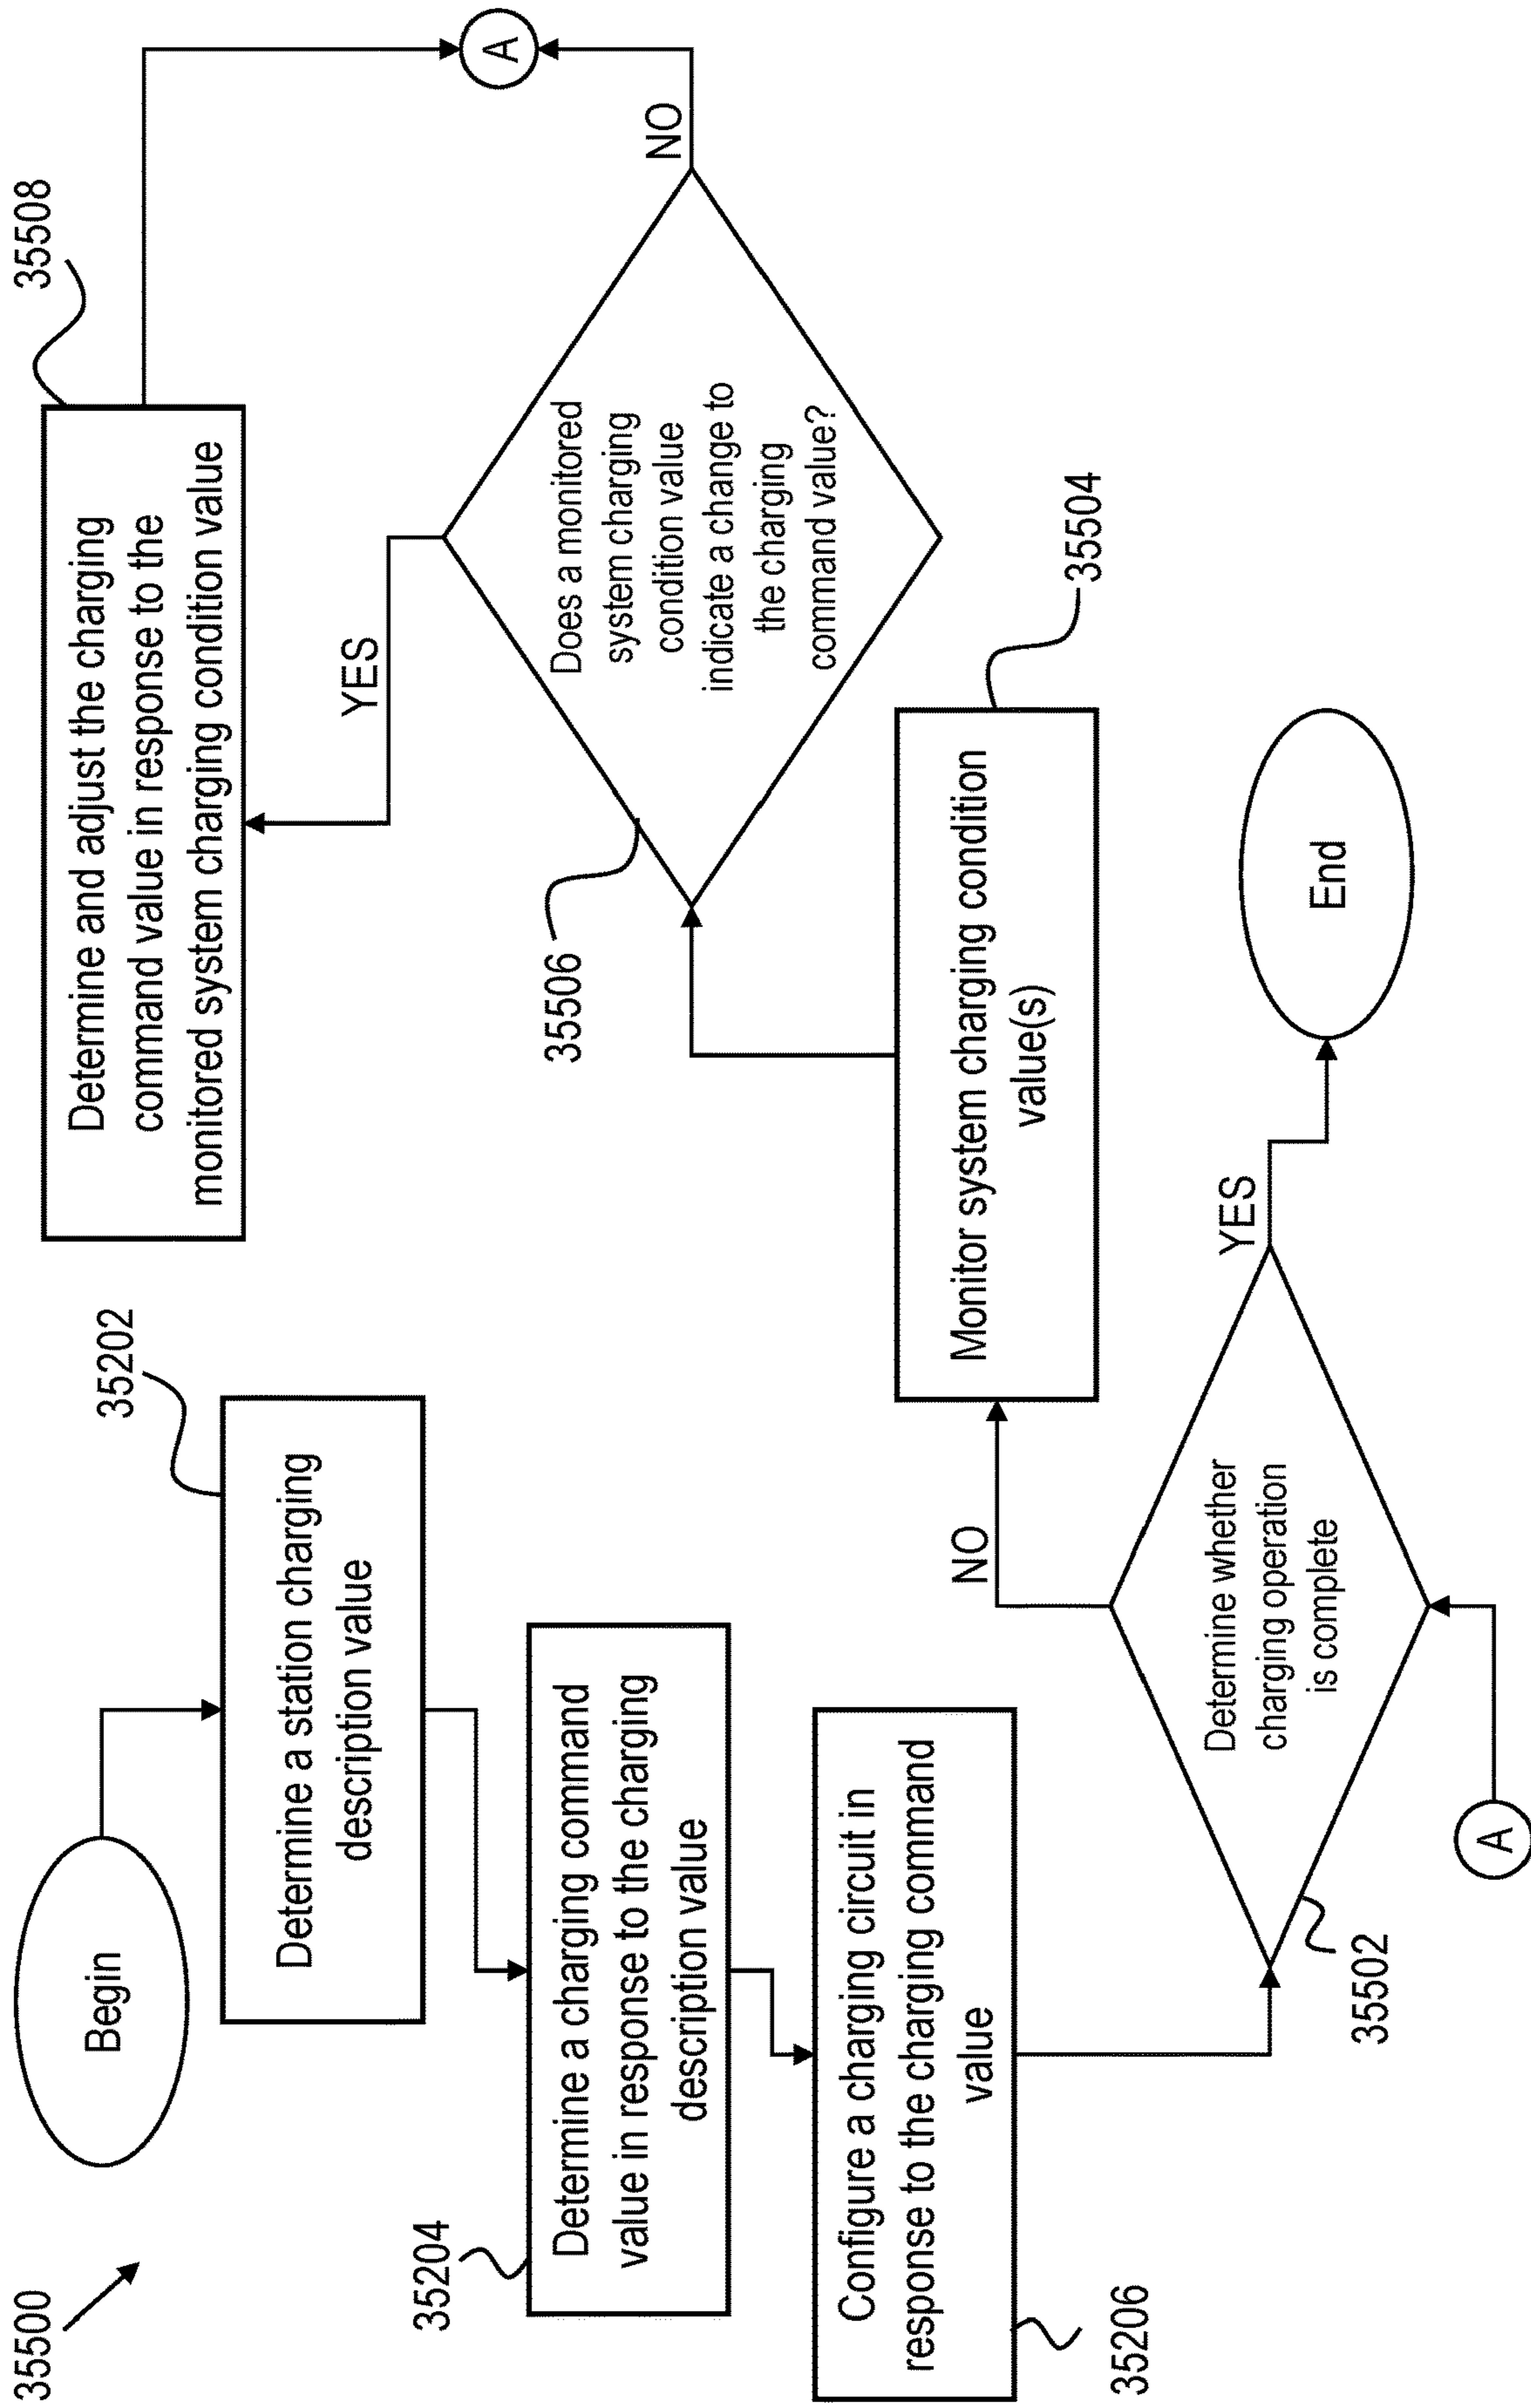 35500
Begin
35202
Determine a station charging
description value
35204
Determine a charging command
value in response to the charging
description value
35206
Configure a charging circuit in
response to the charging command
value
35502
Determine whether
charging operation
is complete
A
NO
YES
End
Monitor system charging condition
value(s)
35504
35506
Does a monitored
system charging
condition value
indicate a change to
the charging
command value?
YES
NO
35508
Determine and adjust the charging
command value in response to the
monitored system charging condition value
A